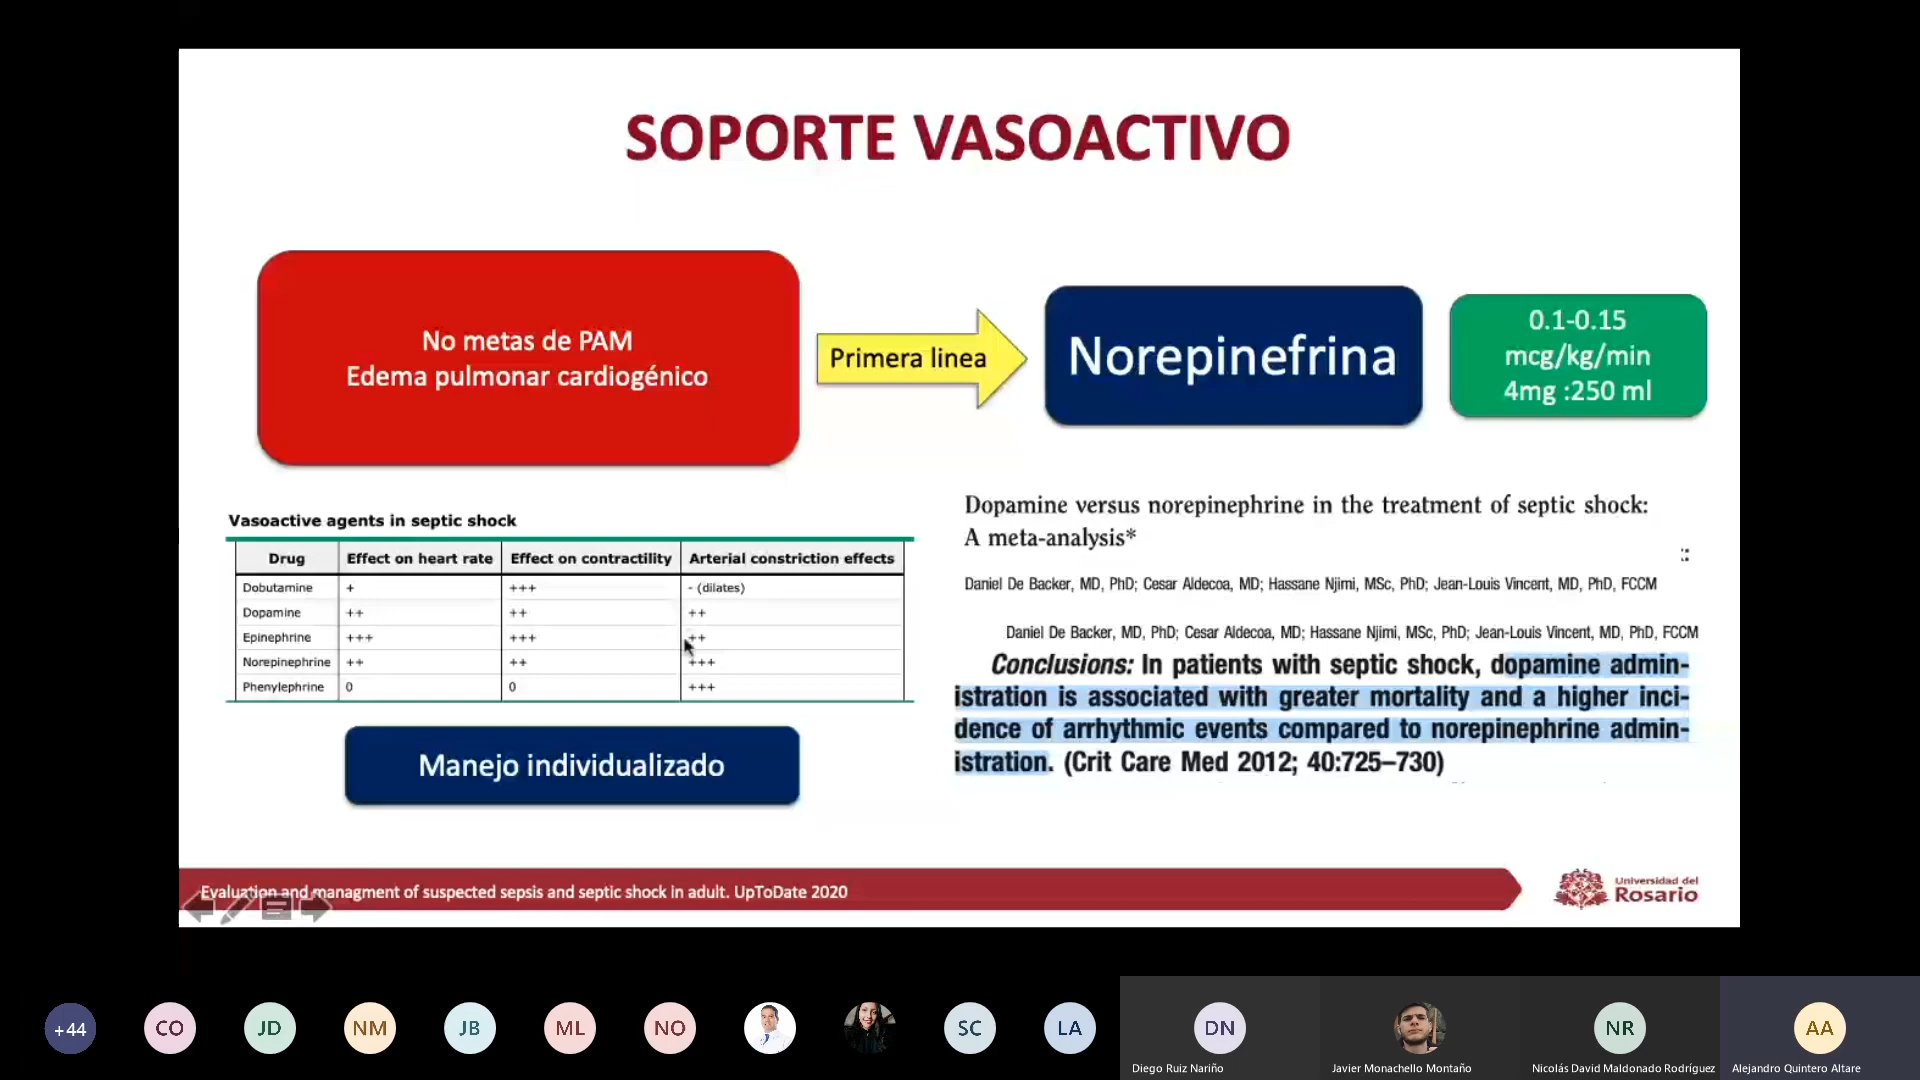 SOPORTE VASOACTIVO
No metas de PAM
Edema pulmonar cardiogénico
Primera linea
Norepinefrina
0.1-0.15
mcg/kg/min
4mg :250 ml
Vasoactive agents in septic shock
Drug Effect on heart rate Effect on contractility Arterial constriction effects
Dobutamine + +++ - (dilates)
Dopamine ++ ++ ++
Epinephrine +++ +++ ++
Norepinephrine ++ ++ +++
Phenylephrine 0 0 +++
Manejo individualizado
Dopamine versus norepinephrine in the treatment of septic shock:
A meta-analysis*
Daniel De Backer, MD, PhD; Cesar Aldecoa, MD; Hassane Njimi, MSc, PhD; Jean-Louis Vincent, MD, PhD, FCCM
Daniel De Backer, MD, PhD; Cesar Aldecoa, MD; Hassane Njimi, MSc, PhD; Jean-Louis Vincent, MD, PhD, FCCM
Conclusions: In patients with septic shock, dopamine admin-
istration is associated with greater mortality and a higher inci-
dence of arrhythmic events compared to norepinephrine admin-
istration. (Crit Care Med 2012; 40:725–730)
Evaluation and managment of suspected sepsis and septic shock in adult. UpToDate 2020
Universidad del
Rosario
+44 CO JD NM JB ML NO SC LA DN NR AA
Diego Ruiz Nariño Javier Monachello Montaño Nicolás David Maldonado Rodríguez Alejandro Quintero Altare